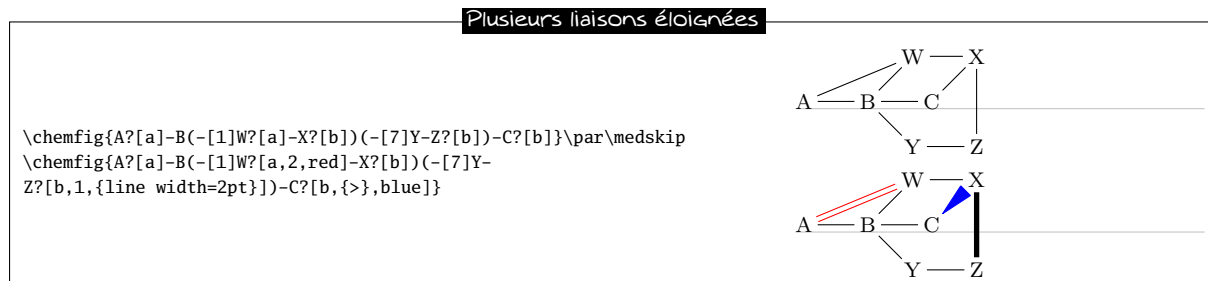 Plusieurs liaisons éloignées
\chemfig{A?[a]-B(-[1]W?[a]-X?[b])(-[7]Y-Z?[b])-C?[b]}\par\medskip
\chemfig{A?[a]-B(-[1]W?[a,2,red]-X?[b])(-[7]Y-
Z?[b,1,{line width=2pt}])-C?[b,{>},blue]}
W X
A B C
Y Z
W X
A B C
Y Z